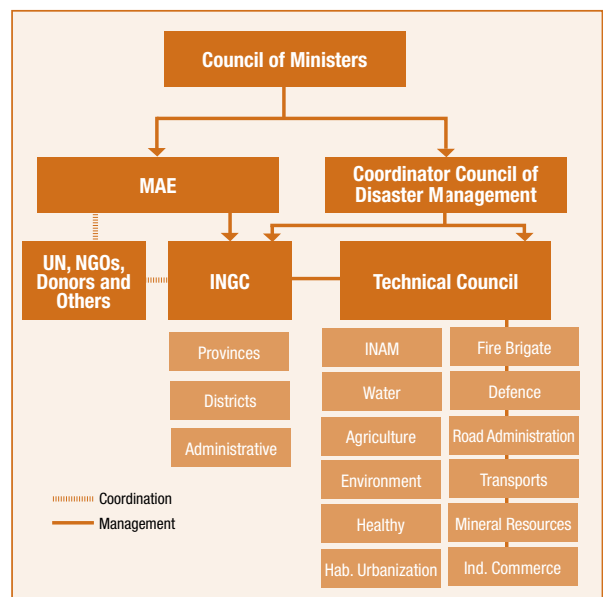 Council of Ministers
MAE
Coordinator Council of
Disaster Management
UN, NGOs,
Donors and
Others
INGC
Technical Council
Provinces
Districts
Administrative
INAM
Water
Agriculture
Environment
Healthy
Hab. Urbanization
Fire Brigate
Defence
Road Administration
Transports
Mineral Resources
Ind. Commerce
Coordination
Management